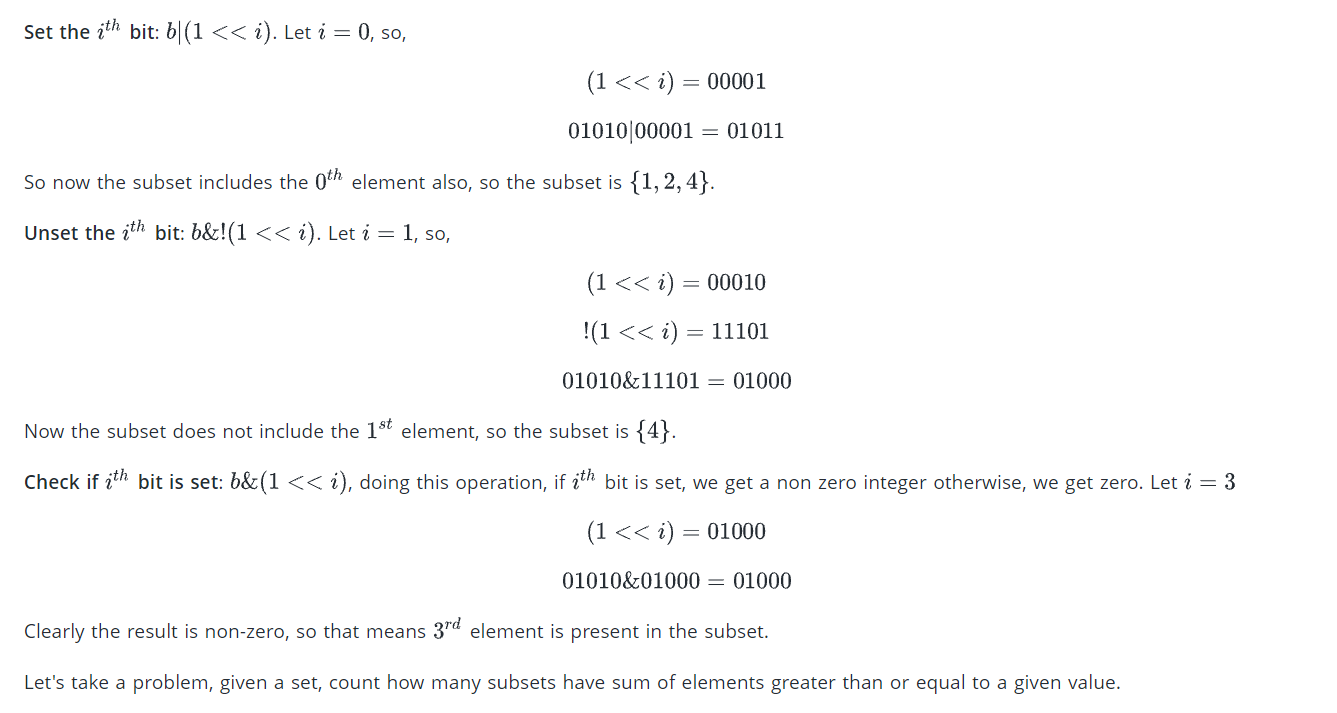 Set the i^th bit: b|(1 << i). Let i = 0, so,
(1 << i) = 00001
01010|00001 = 01011
So now the subset includes the 0^th element also, so the subset is {1, 2, 4}.
Unset the i^th bit: b&!(1 << i). Let i = 1, so,
(1 << i) = 00010
!(1 << i) = 11101
01010&11101 = 01000
Now the subset does not include the 1^st element, so the subset is {4}.
Check if i^th bit is set: b&(1 << i), doing this operation, if i^th bit is set, we get a non zero integer otherwise, we get zero. Let i = 3
(1 << i) = 01000
01010&01000 = 01000
Clearly the result is non-zero, so that means 3^rd element is present in the subset.
Let's take a problem, given a set, count how many subsets have sum of elements greater than or equal to a given value.